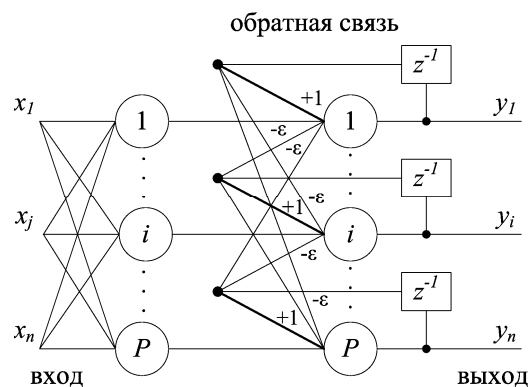 обратная связь
z⁻¹
x₁ 1 +1 1 y₁
-ε
-ε
z⁻¹
xⱼ i +1 -ε i yᵢ
-ε
z⁻¹
-ε
xₙ P +1 P yₙ
вход выход